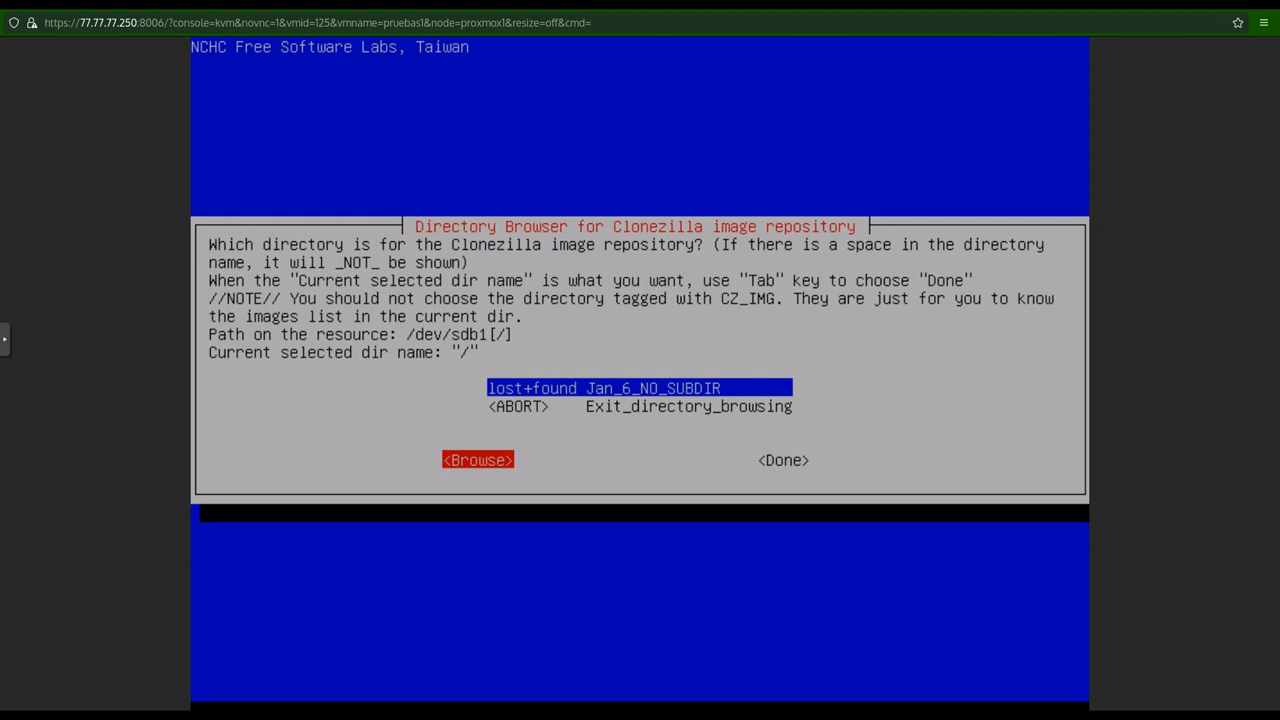 https://77.77.77.250:8006/?console=kvm&novnc=1&vmid=125&vmname=pruebas1&node=proxmox1&resize=off&cmd=
NCHC Free Software Labs, Taiwan
Directory Browser for Clonezilla image repository
Which directory is for the Clonezilla image repository? (If there is a space in the directory
name, it will _NOT_ be shown)
When the "Current selected dir name" is what you want, use "Tab" key to choose "Done"
//NOTE// You should not choose the directory tagged with CZ_IMG. They are just for you to know
the images list in the current dir.
Path on the resource: /dev/sdb1[/]
Current selected dir name: "/"
lost+found Jan_6_NO_SUBDIR
<ABORT> Exit_directory_browsing
<Browse> <Done>